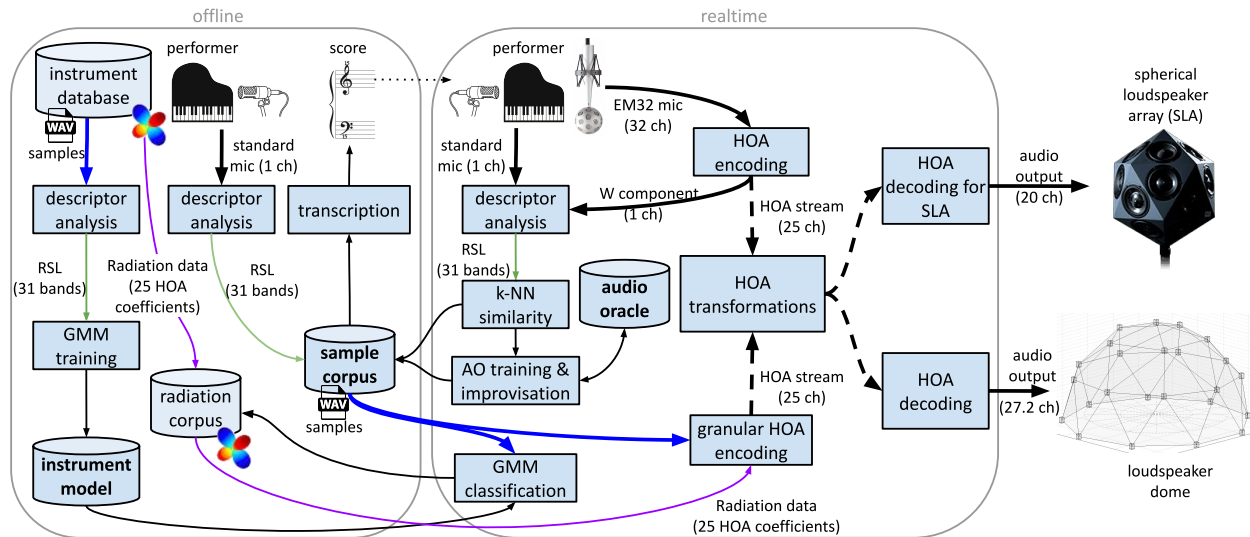 offline
realtime
instrument
database
WAV
samples
performer
score
standard
mic (1 ch)
descriptor
analysis
descriptor
analysis
transcription
RSL
(31 bands)
Radiation data
(25 HOA
coefficients)
RSL
(31 bands)
GMM
training
radiation
corpus
sample
corpus
WAV
samples
instrument
model
performer
EM32 mic
(32 ch)
standard
mic (1 ch)
HOA
encoding
descriptor
analysis
W component
(1 ch)
HOA stream
(25 ch)
RSL
(31 bands)
k-NN
similarity
audio
oracle
HOA
transformations
AO training &
improvisation
HOA stream
(25 ch)
granular HOA
encoding
GMM
classification
Radiation data
(25 HOA coefficients)
HOA
decoding for
SLA
audio
output
(20 ch)
spherical
loudspeaker
array (SLA)
HOA
decoding
audio
output
(27.2 ch)
loudspeaker
dome